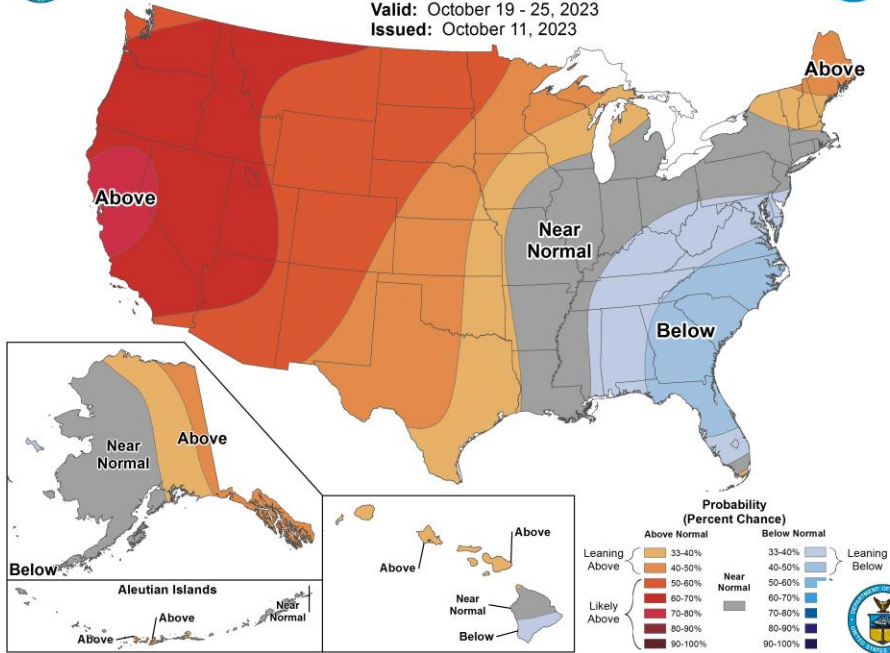 Valid: October 19 - 25, 2023
Issued: October 11, 2023
Above
Above
Near
Normal
Below
Near
Normal
Above
Below
Aleutian Islands
Above
Above
Near
Normal
Above
Above
Near
Normal
Below
Probability
(Percent Chance)
Above Normal
Below Normal
Leaning
Above
33-40%
40-50%
Likely
Above
50-60%
60-70%
70-80%
80-90%
90-100%
Near
Normal
33-40%
40-50%
Leaning
Below
50-60%
60-70%
70-80%
80-90%
90-100%